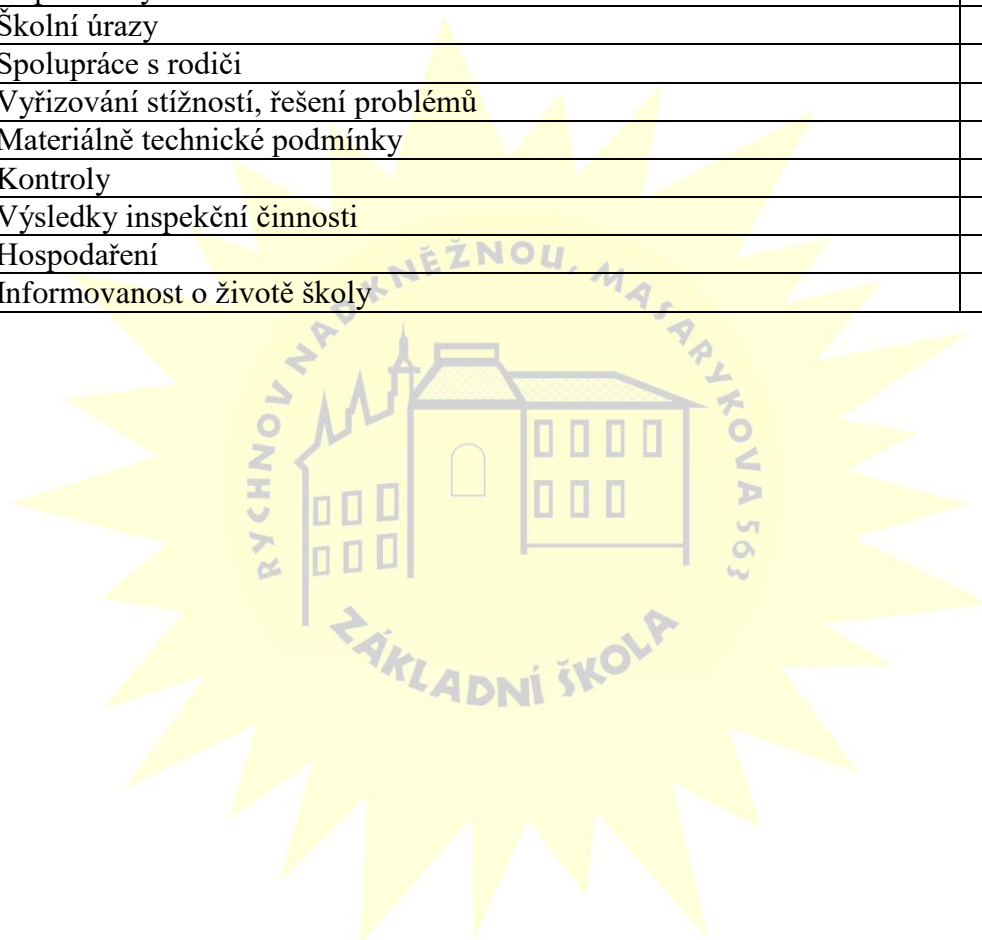 Školní úrazy
Spolupráce s rodiči
Vyřizování stížností, řešení problémů
Materiálně technické podmínky
Kontroly
Výsledky inspekční činnosti
Hospodaření
Informovanost o životě školy
RYCHNOV NAD KNĚŽNOU, MASARYKOVA 563
ZÁKLADNÍ ŠKOLA